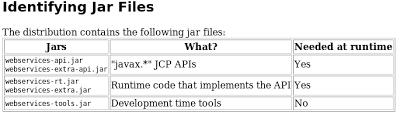 Identifying Jar Files
The distribution contains the following jar files:
Jars What? Needed at runtime
webservices-api.jar
webservices-extra-api.jar "javax.*" JCP APIs Yes
webservices-rt.jar
webservices-extra.jar Runtime code that implements the API Yes
webservices-tools.jar Development time tools No